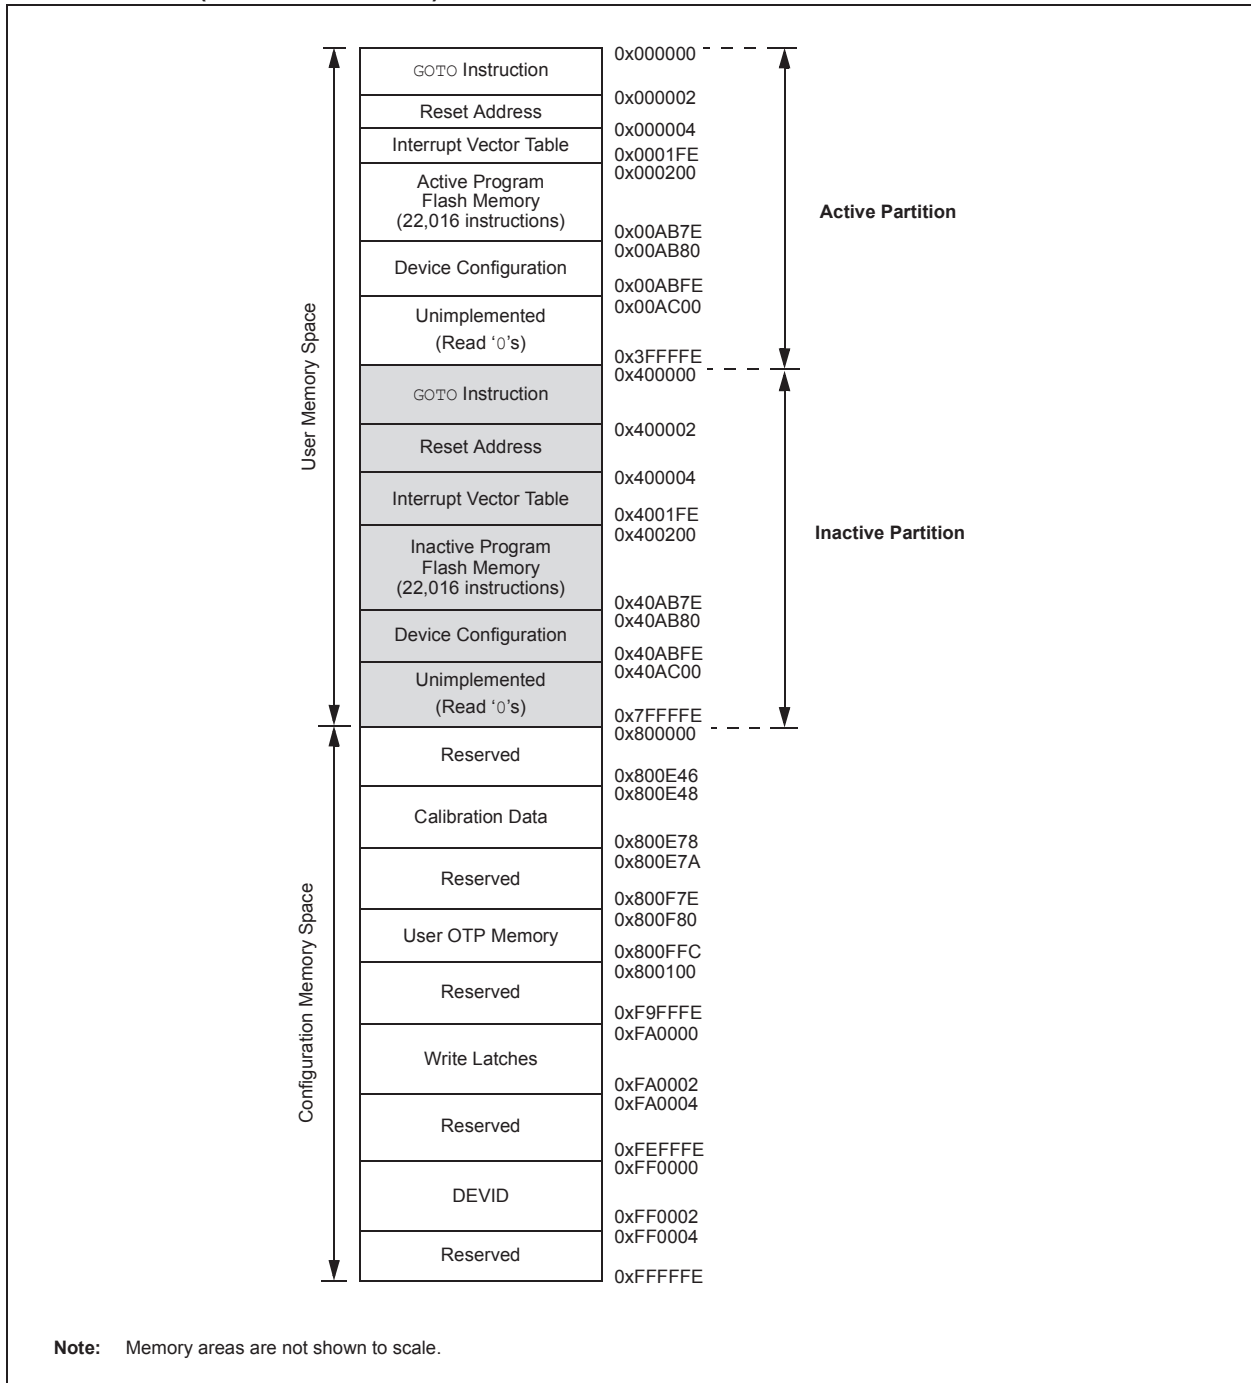 GOTO Instruction
0x000000
0x000002
Reset Address
0x000004
Interrupt Vector Table
0x0001FE
0x000200
Active Program
Flash Memory
(22,016 instructions)
Active Partition
0x00AB7E
0x00AB80
Device Configuration
0x00ABFE
0x00AC00
Unimplemented
(Read ‘0’s)
0x3FFFFE
0x400000
User Memory Space
GOTO Instruction
0x400002
Reset Address
0x400004
Interrupt Vector Table
0x4001FE
0x400200
Inactive Partition
Inactive Program
Flash Memory
(22,016 instructions)
0x40AB7E
0x40AB80
Device Configuration
0x40ABFE
0x40AC00
Unimplemented
(Read ‘0’s)
0x7FFFFE
0x800000
Reserved
0x800E46
0x800E48
Calibration Data
0x800E78
0x800E7A
Reserved
0x800F7E
0x800F80
User OTP Memory
0x800FFC
0x800100
Configuration Memory Space
Reserved
0xF9FFFE
0xFA0000
Write Latches
0xFA0002
0xFA0004
Reserved
0xFEFFFE
0xFF0000
DEVID
0xFF0002
0xFF0004
Reserved
0xFFFFFE
Note: Memory areas are not shown to scale.